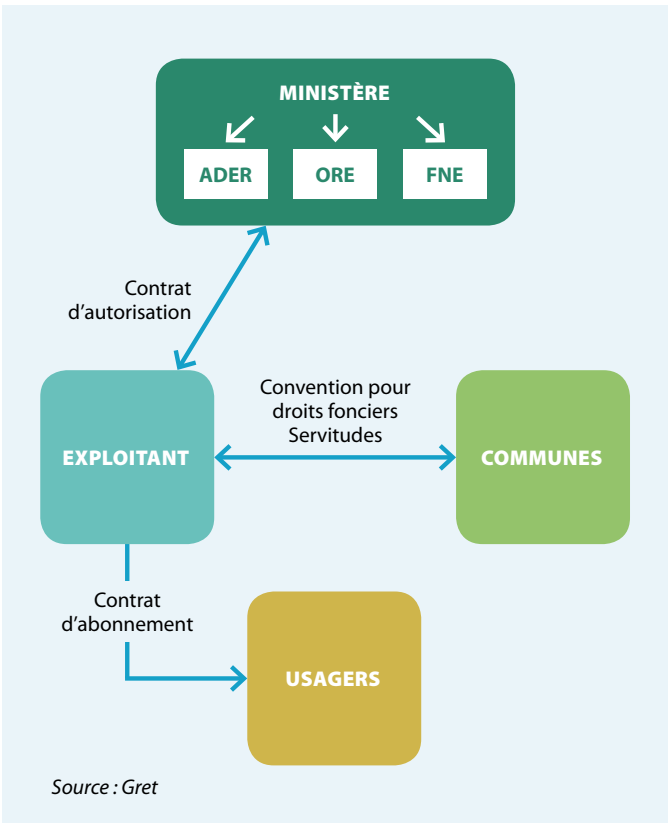 MINISTÈRE
ADER
ORE
FNE
Contrat
d’autorisation
Convention pour
droits fonciers
Servitudes
EXPLOITANT
COMMUNES
Contrat
d’abonnement
USAGERS
Source : Gret